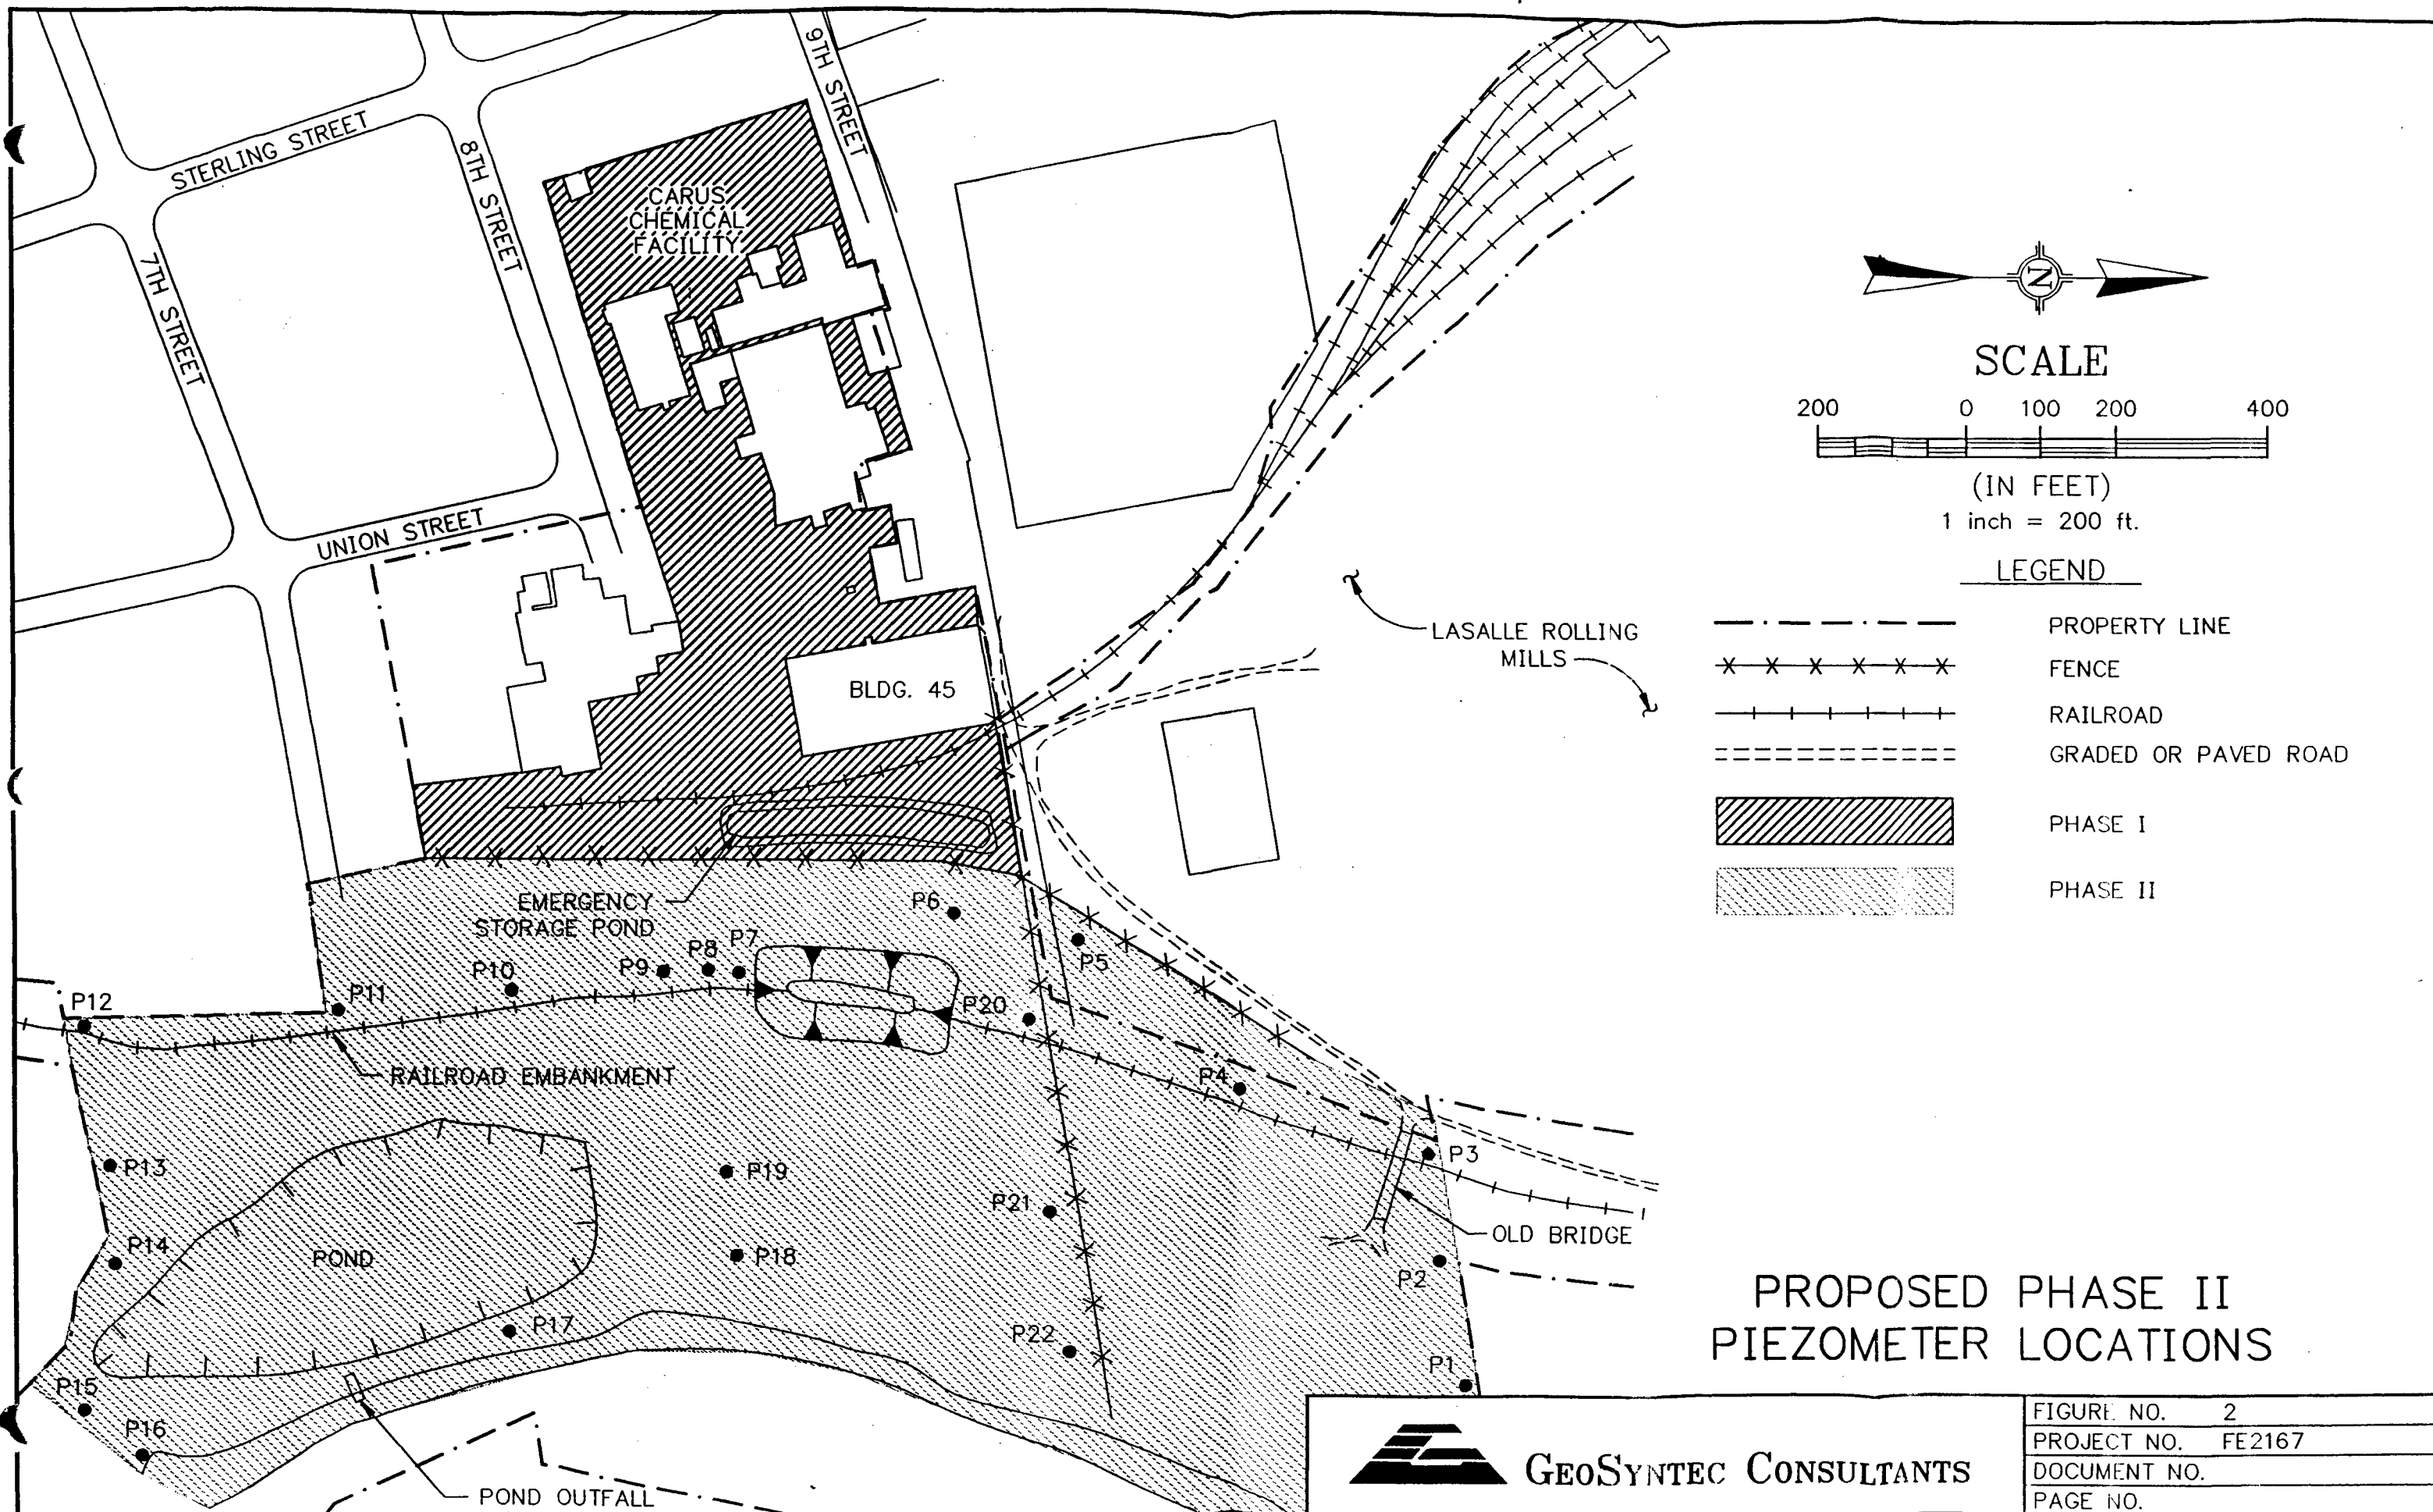 9TH STREET
STERLING STREET
8TH STREET
CARUS
CHEMICAL
FACILITY
7TH STREET
UNION STREET
N
SCALE
200 0 100 200 400
(IN FEET)
1 inch = 200 ft.
LEGEND
PROPERTY LINE
FENCE
RAILROAD
GRADED OR PAVED ROAD
PHASE I
PHASE II
LASALLE ROLLING
MILLS
BLDG. 45
EMERGENCY
STORAGE POND
P6
P5
P7
P8
P9
P10
P11
P12
P20
RAILROAD EMBANKMENT
P4
P3
P13
P19
P21
OLD BRIDGE
P14
POND
P18
P2
P17
P22
P1
P15
P16
POND OUTFALL
PROPOSED PHASE II
PIEZOMETER LOCATIONS
GEOSYNTEC CONSULTANTS
FIGURE NO. 2
PROJECT NO. FE2167
DOCUMENT NO.
PAGE NO.